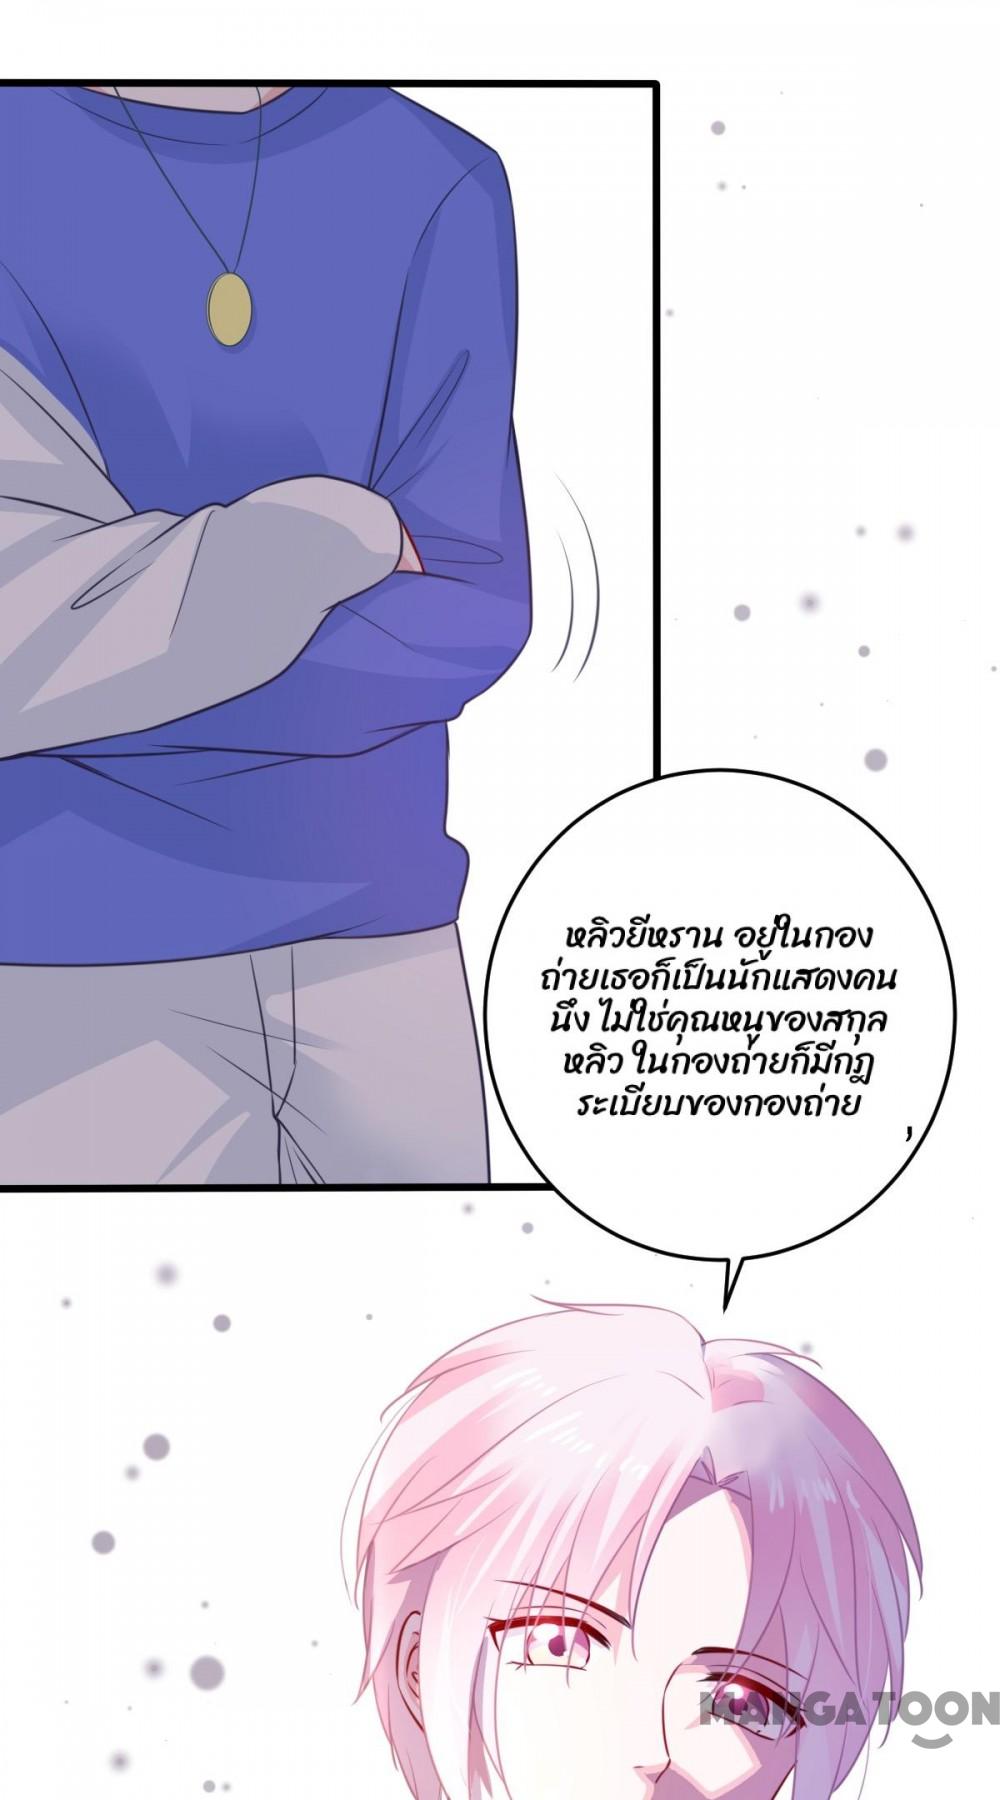 หลิวยีหราน อยู่ในกอง
ถ่ายเธอก็เป็นนักแสดงคน
นึง ไม่ใช่คุณหนูของสกุล
หลิว ในกองถ่ายก็มีกฎ
ระเบียบของกองถ่าย
,
MANGATOON